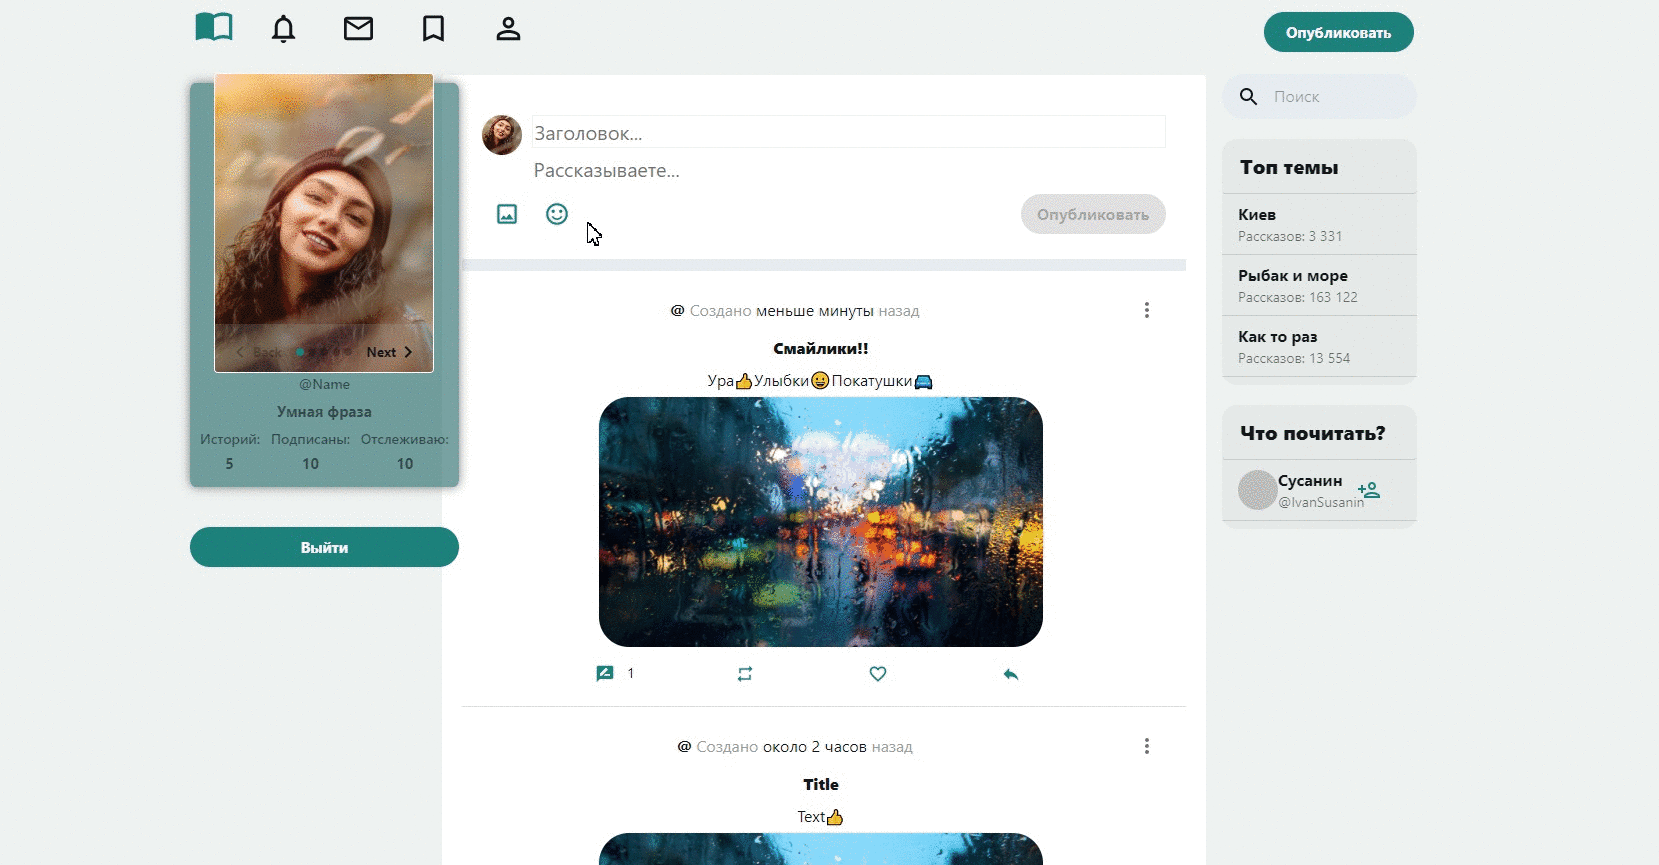 Опубликовать
Back
Next
@Name
Умная фраза
Историй: Подписаны: Отслеживаю:
5 10 10
Выйти
Заголовок...
Рассказываете...
Опубликовать
@ Создано меньше минуты назад
Смайлики!!
Ура👍Улыбки😀Покатушки🚘
1
@ Создано около 2 часов назад
Title
Text👍
Поиск
Топ темы
Киев
Рассказов: 3 331
Рыбак и море
Рассказов: 163 122
Как то раз
Рассказов: 13 554
Что почитать?
Сусанин
@IvanSusanin